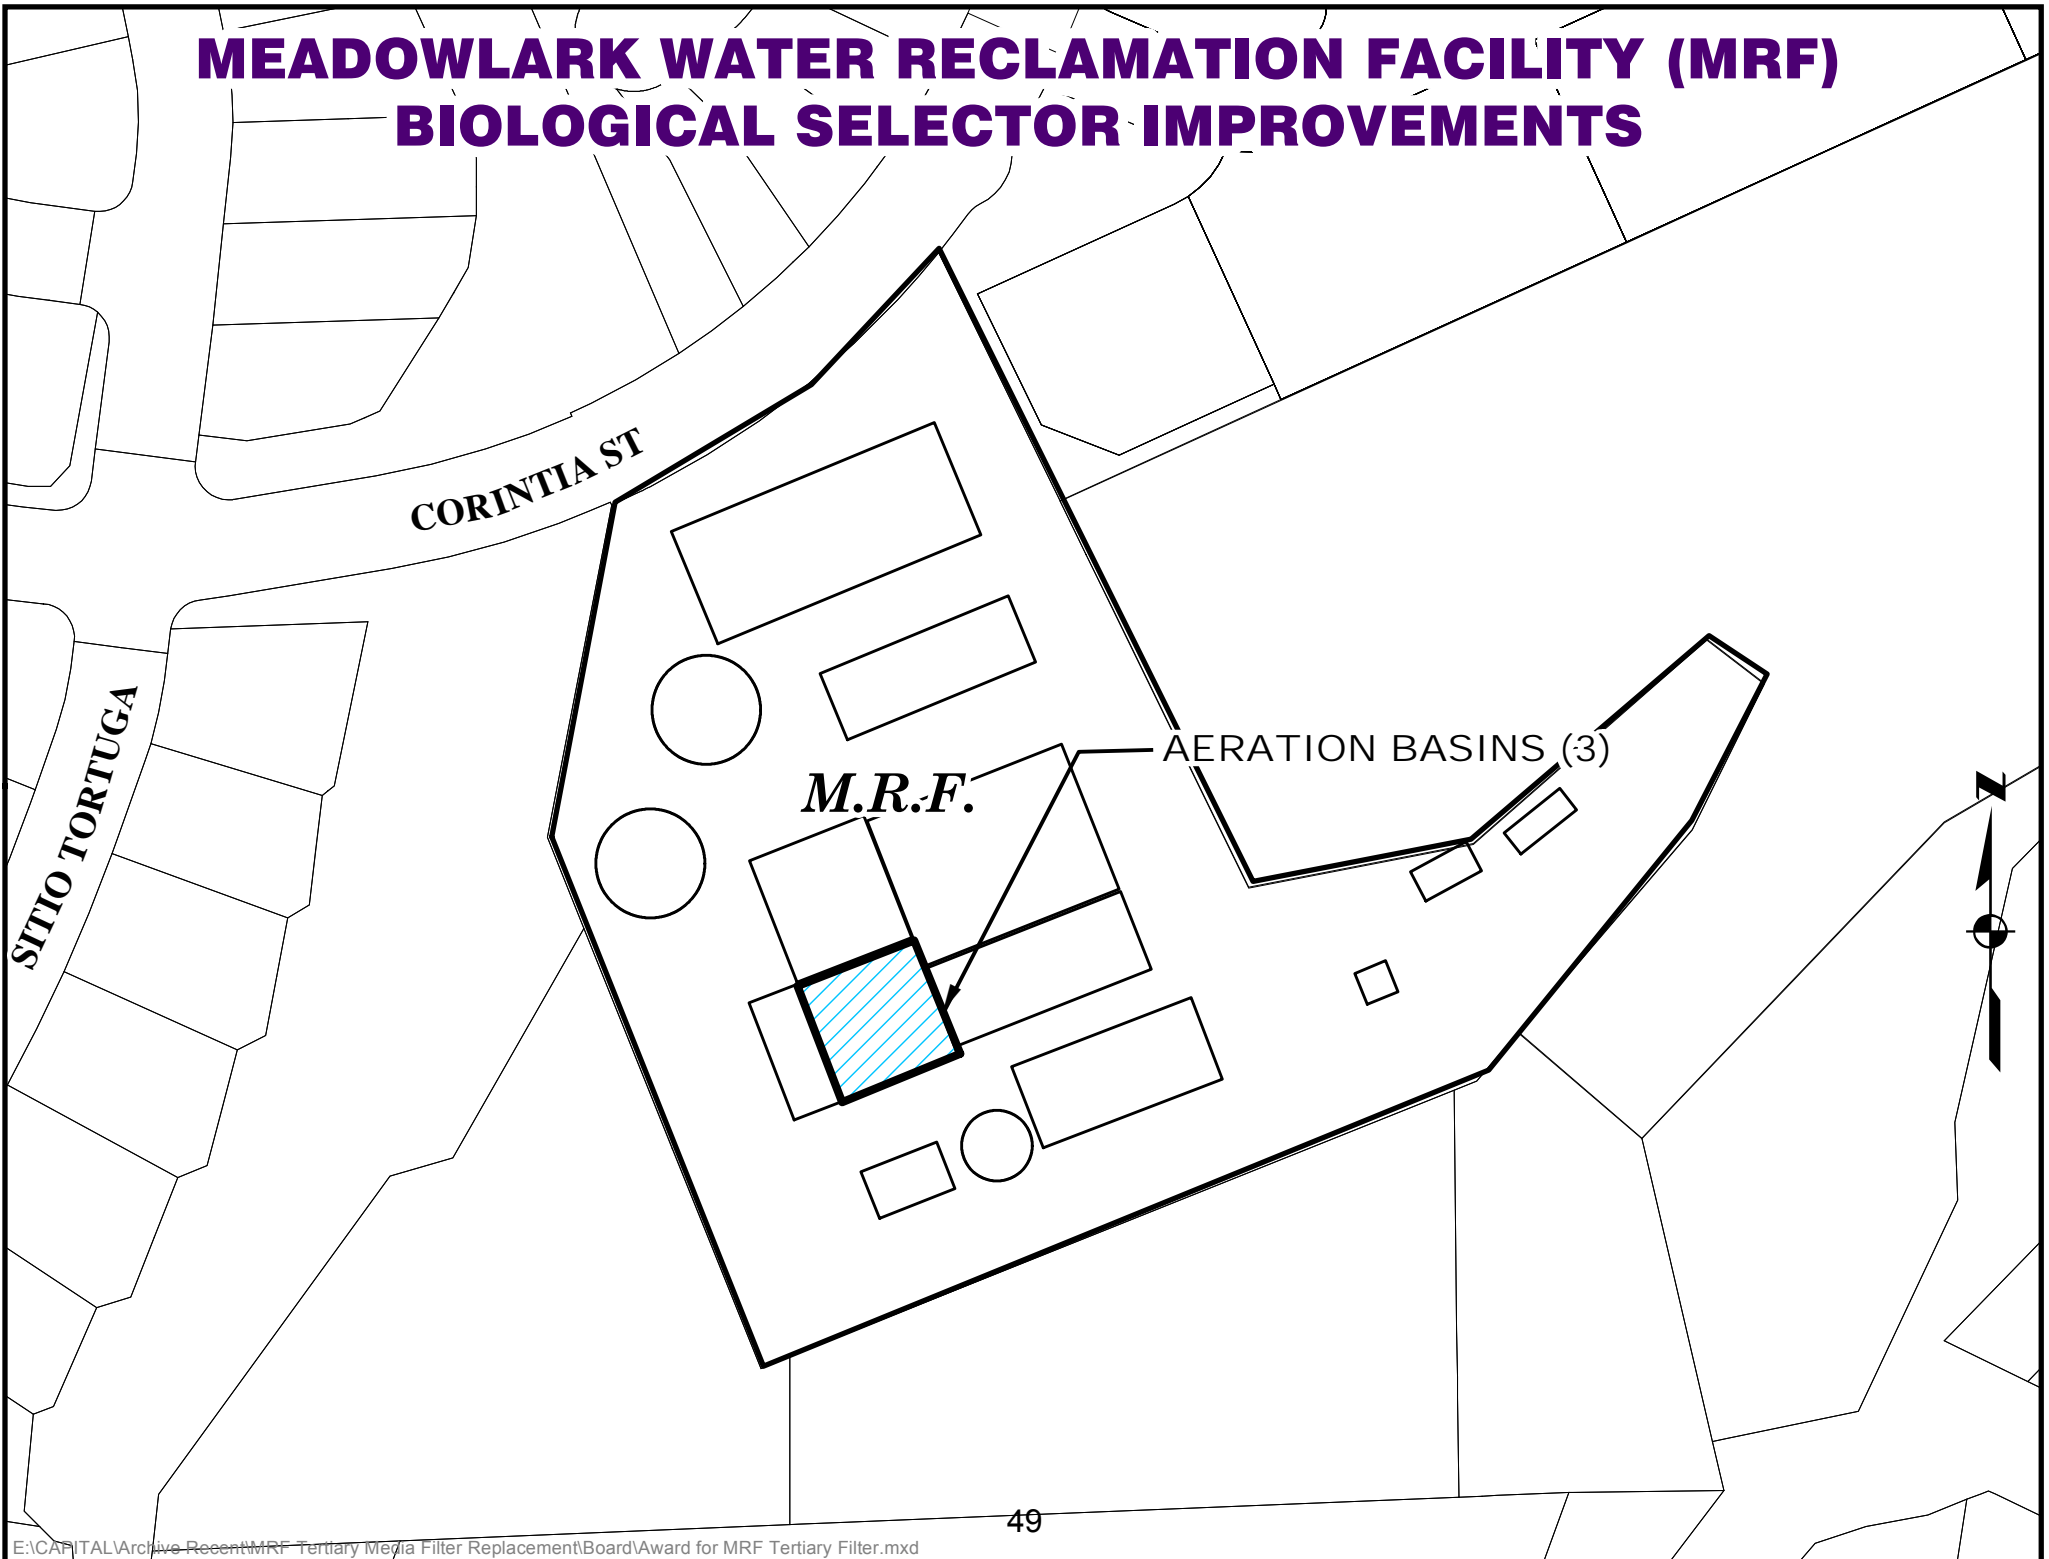 MEADOWLARK WATER RECLAMATION FACILITY (MRF)
BIOLOGICAL SELECTOR IMPROVEMENTS
CORINTIA ST
SITIO TORTUGA
AERATION BASINS (3)
M.R.F.
Z
49
E:\CAPITAL\Archive Recent\MRF Tertiary Media Filter Replacement\Board\Award for MRF Tertiary Filter.mxd